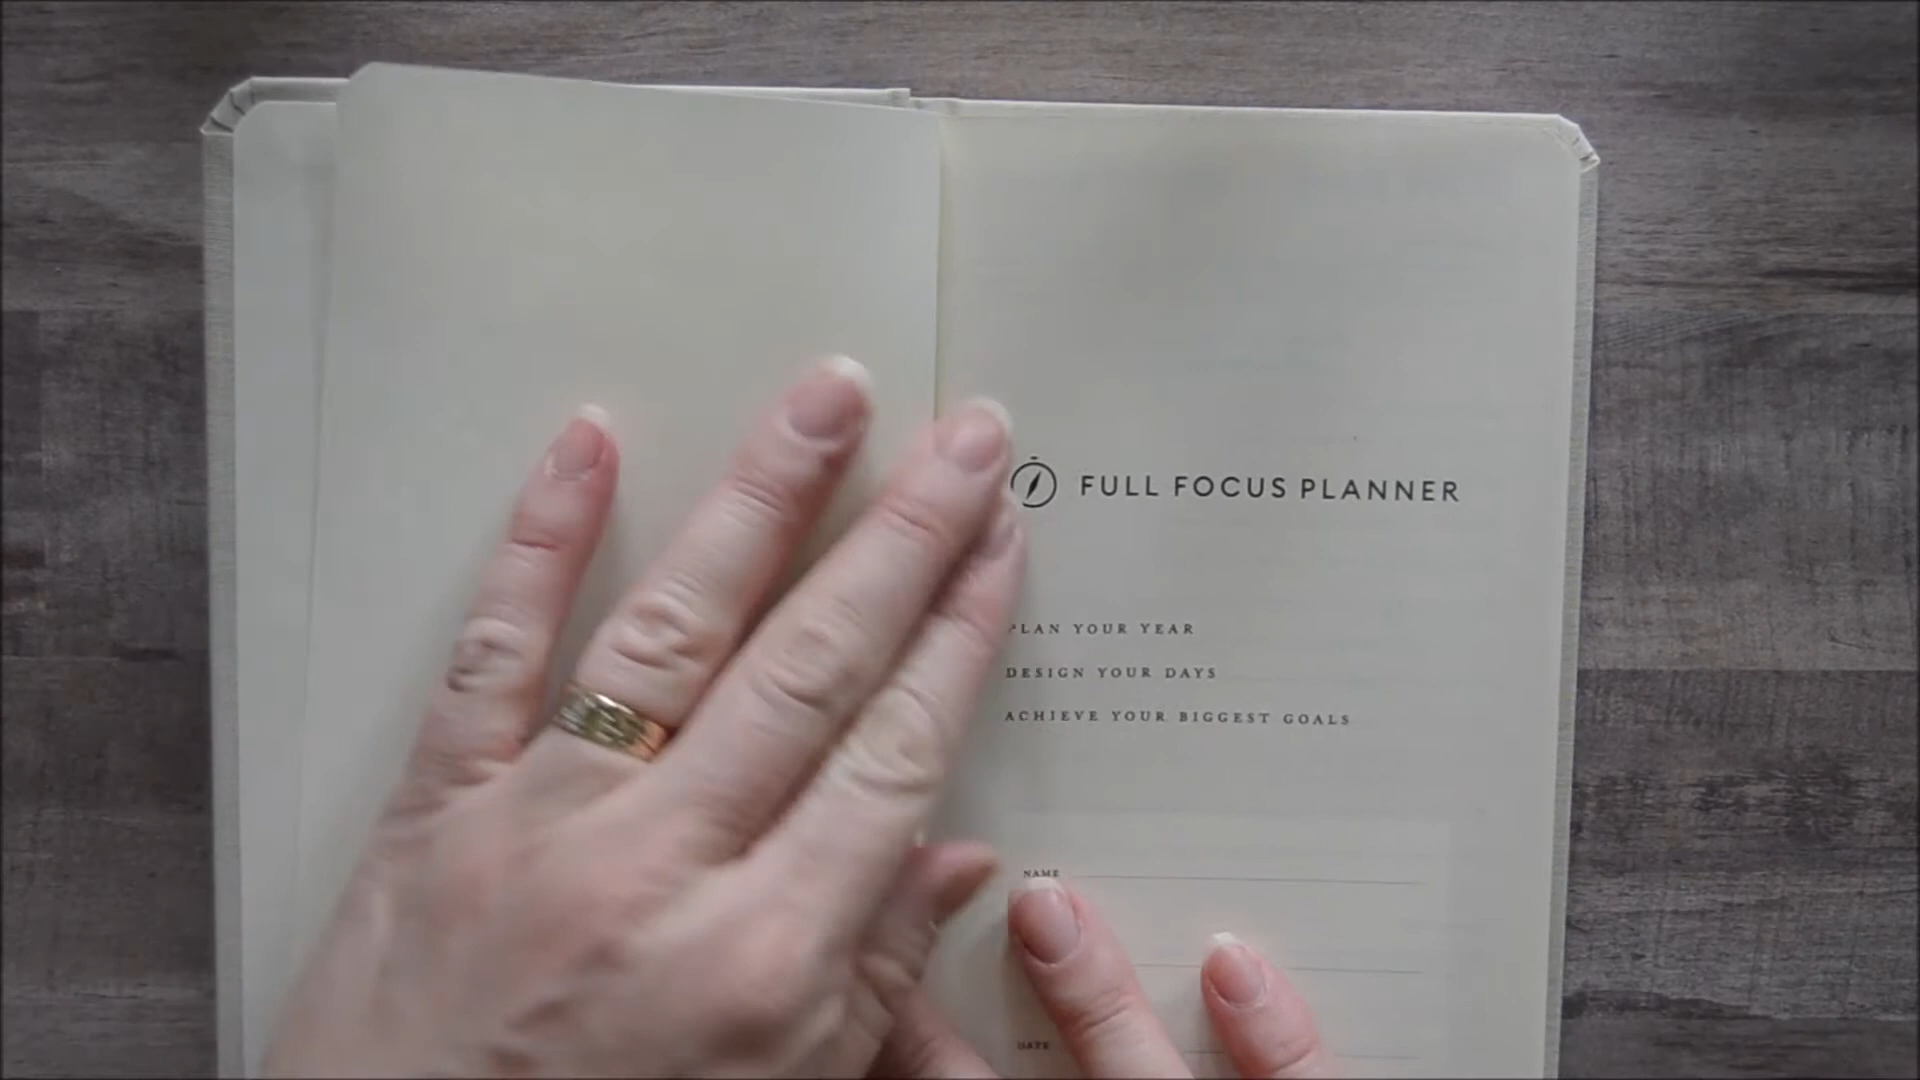 FULL FOCUS PLANNER
PLAN YOUR YEAR
DESIGN YOUR DAYS
ACHIEVE YOUR BIGGEST GOALS
NAME
DATE